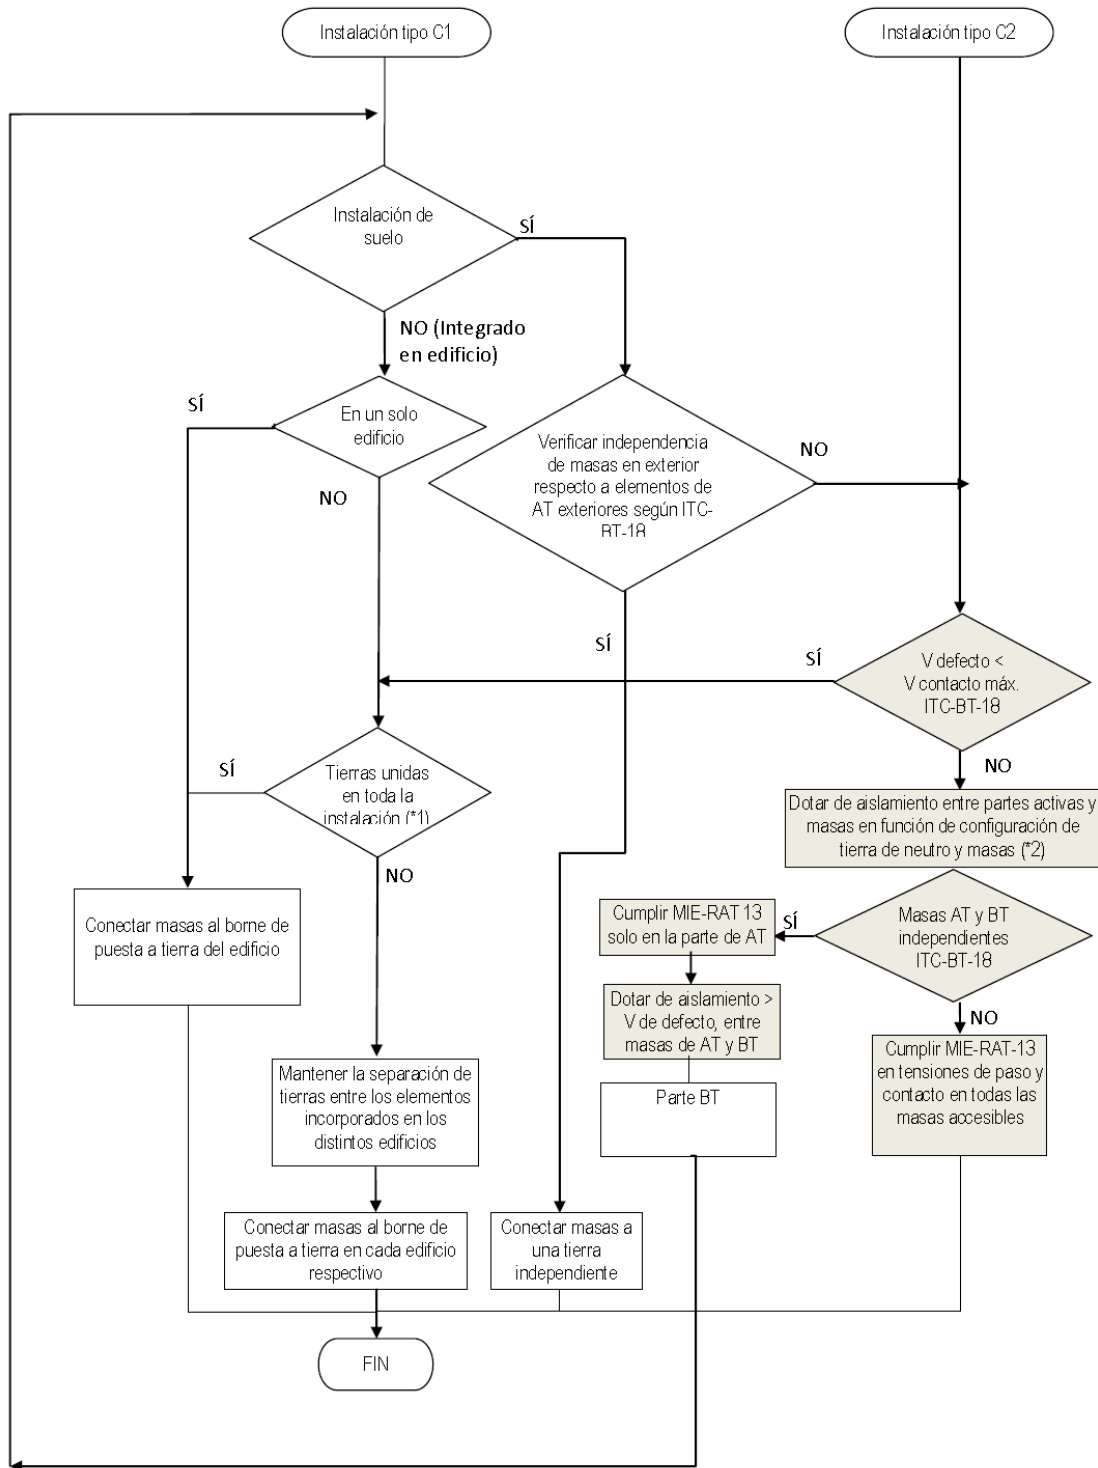 Instalación tipo C1
Instalación tipo C2
Instalación de
suelo
SÍ
NO (Integrado
en edificio)
SÍ
En un solo
edificio
NO
Verificar independencia
de masas en exterior
respecto a elementos de
AT exteriores según ITC-
BT-18
NO
SÍ
SÍ
V defecto <
V contacto máx.
ITC-BT-18
NO
SÍ
Tierras unidas
en toda la
instalación (*1)
NO
Dotar de aislamiento entre partes activas y
masas en función de configuración de
tierra de neutro y masas (*2)
Conectar masas al borne de
puesta a tierra del edificio
Cumplir MIE-RAT 13
solo en la parte de AT
SÍ
Masas AT y BT
independientes
ITC-BT-18
NO
Dotar de aislamiento >
V de defecto, entre
masas de AT y BT
Cumplir MIE-RAT-13
en tensiones de paso y
contacto en todas las
masas accesibles
Mantener la separación de
tierras entre los elementos
incorporados en los
distintos edificios
Parte BT
Conectar masas al borne de
puesta a tierra en cada edificio
respectivo
Conectar masas a
una tierra
independiente
FIN